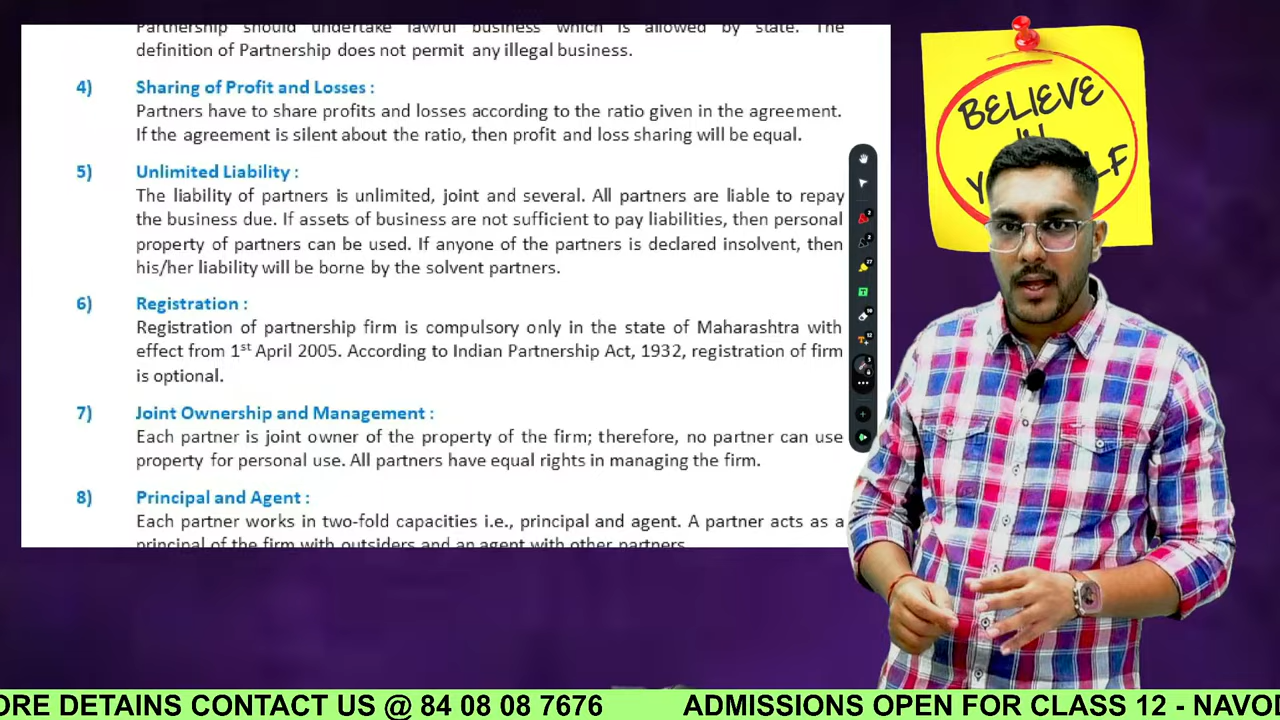 Partnership should undertake lawful business which is allowed by state. The
definition of Partnership does not permit any illegal business.
4) Sharing of Profit and Losses :
Partners have to share profits and losses according to the ratio given in the agreement.
If the agreement is silent about the ratio, then profit and loss sharing will be equal.
5) Unlimited Liability :
The liability of partners is unlimited, joint and several. All partners are liable to repay
the business due. If assets of business are not sufficient to pay liabilities, then personal
property of partners can be used. If anyone of the partners is declared insolvent, then
his/her liability will be borne by the solvent partners.
6) Registration :
Registration of partnership firm is compulsory only in the state of Maharashtra with
effect from 1st April 2005. According to Indian Partnership Act, 1932, registration of firm
is optional.
7) Joint Ownership and Management :
Each partner is joint owner of the property of the firm; therefore, no partner can use
property for personal use. All partners have equal rights in managing the firm.
8) Principal and Agent :
Each partner works in two-fold capacities i.e., principal and agent. A partner acts as a
principal of the firm with outsiders and an agent with other partners.
BELIEVE
ORE DETAINS CONTACT US @ 84 08 08 7676 ADMISSIONS OPEN FOR CLASS 12 - NAVO